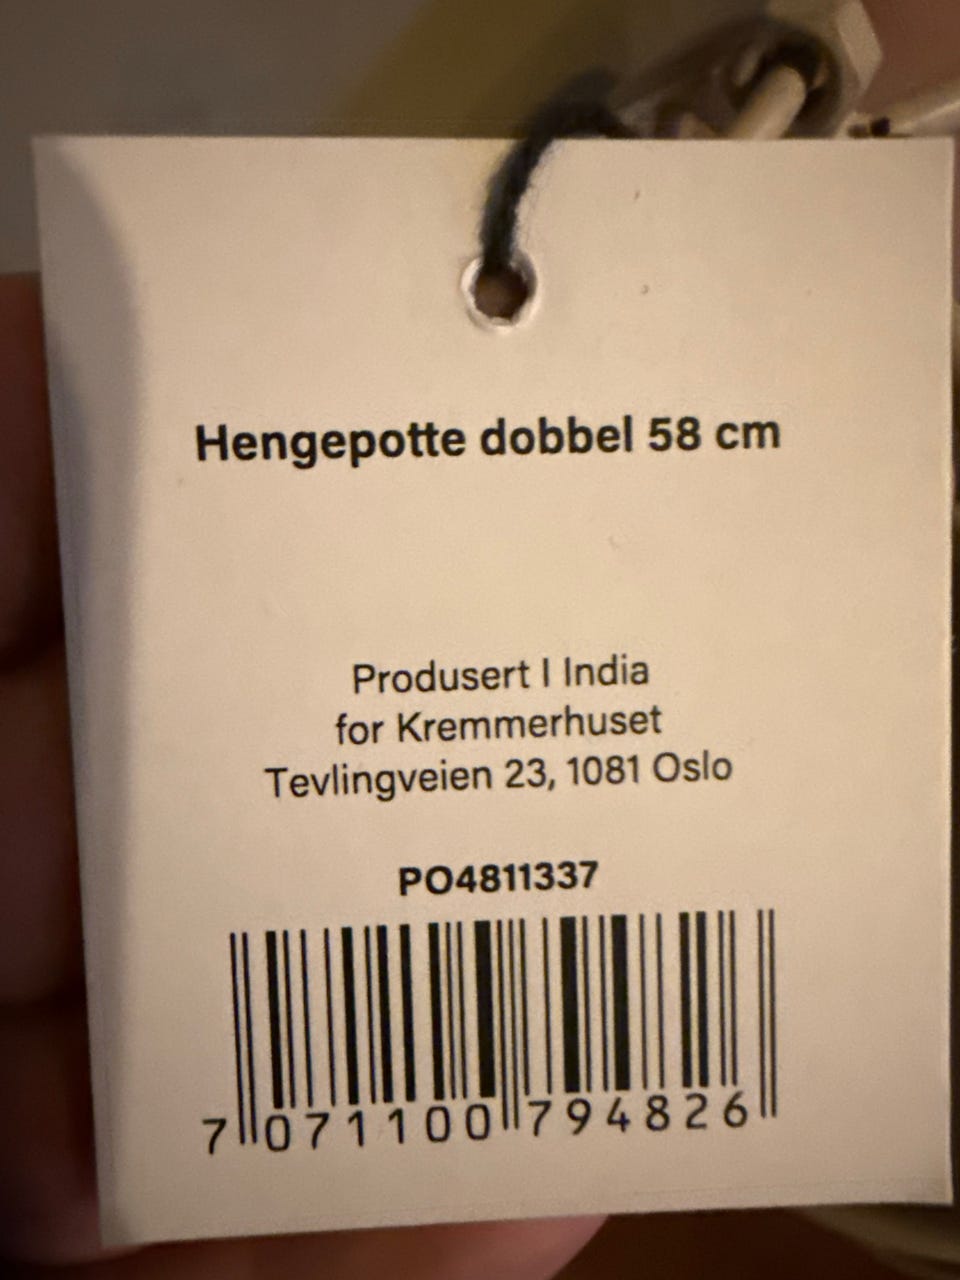 Hengepotte dobbel 58 cm
Produsert I India
for Kremmerhuset
Tevlingveien 23, 1081 Oslo
PO4811337
7 071100 794826